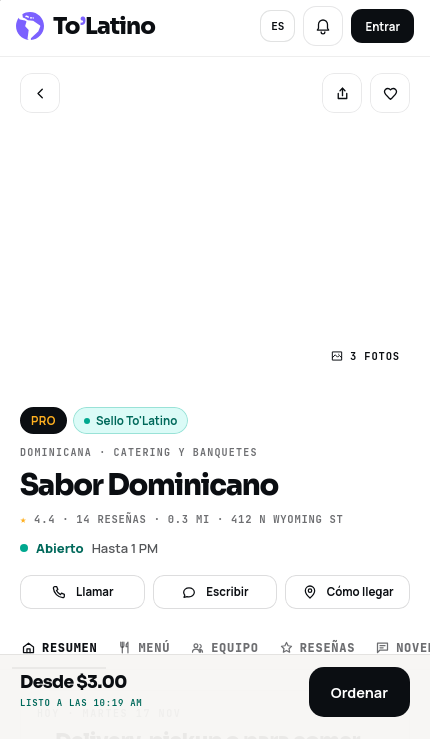 To'Latino
ES
Entrar
3 FOTOS
PRO
Sello To'Latino
DOMINICANA · CATERING Y BANQUETES
Sabor Dominicano
★ 4.4 · 14 RESEÑAS · 0.3 MI · 412 N WYOMING ST
Abierto Hasta 1 PM
Llamar
Escribir
Cómo llegar
RESUMEN
MENÚ
EQUIPO
RESEÑAS
Desde $3.00
LISTO A LAS 10:19 AM
Ordenar